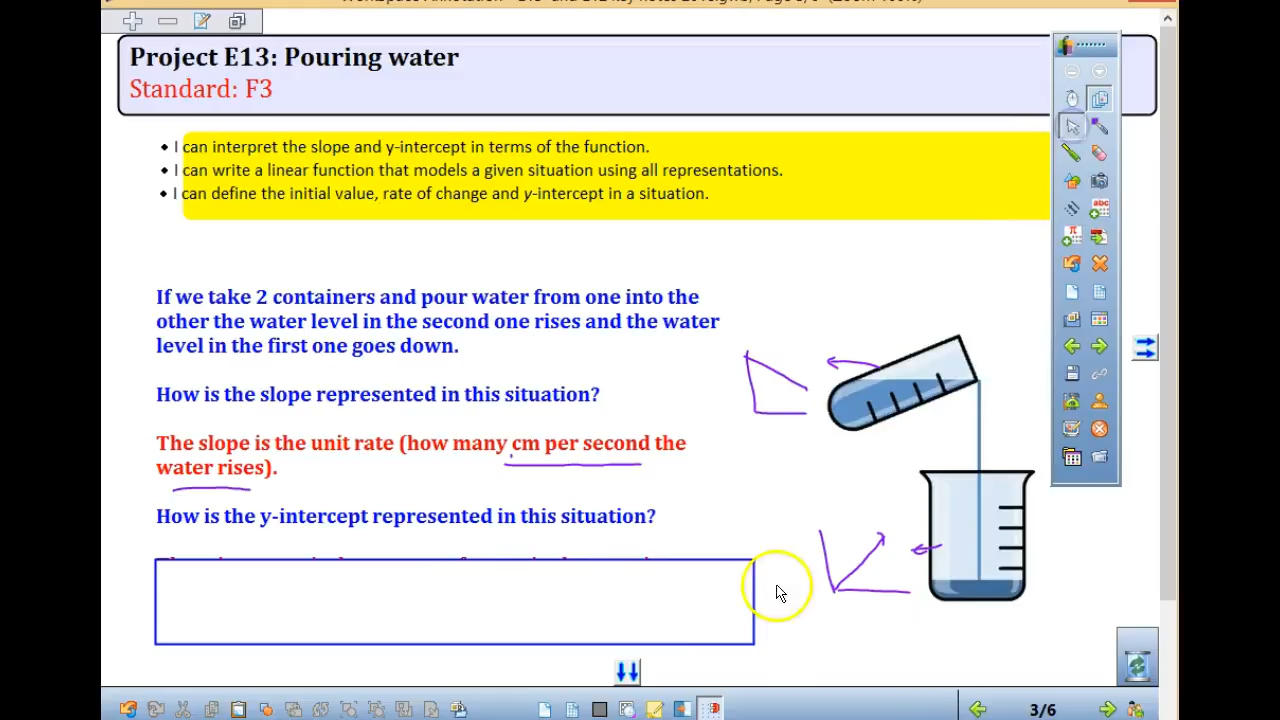 Project E13: Pouring water
Standard: F3
• I can interpret the slope and y-intercept in terms of the function.
• I can write a linear function that models a given situation using all representations.
• I can define the initial value, rate of change and y-intercept in a situation.
If we take 2 containers and pour water from one into the
other the water level in the second one rises and the water
level in the first one goes down.
How is the slope represented in this situation?
The slope is the unit rate (how many cm per second the
water rises).
How is the y-intercept represented in this situation?
abc
π
3/6